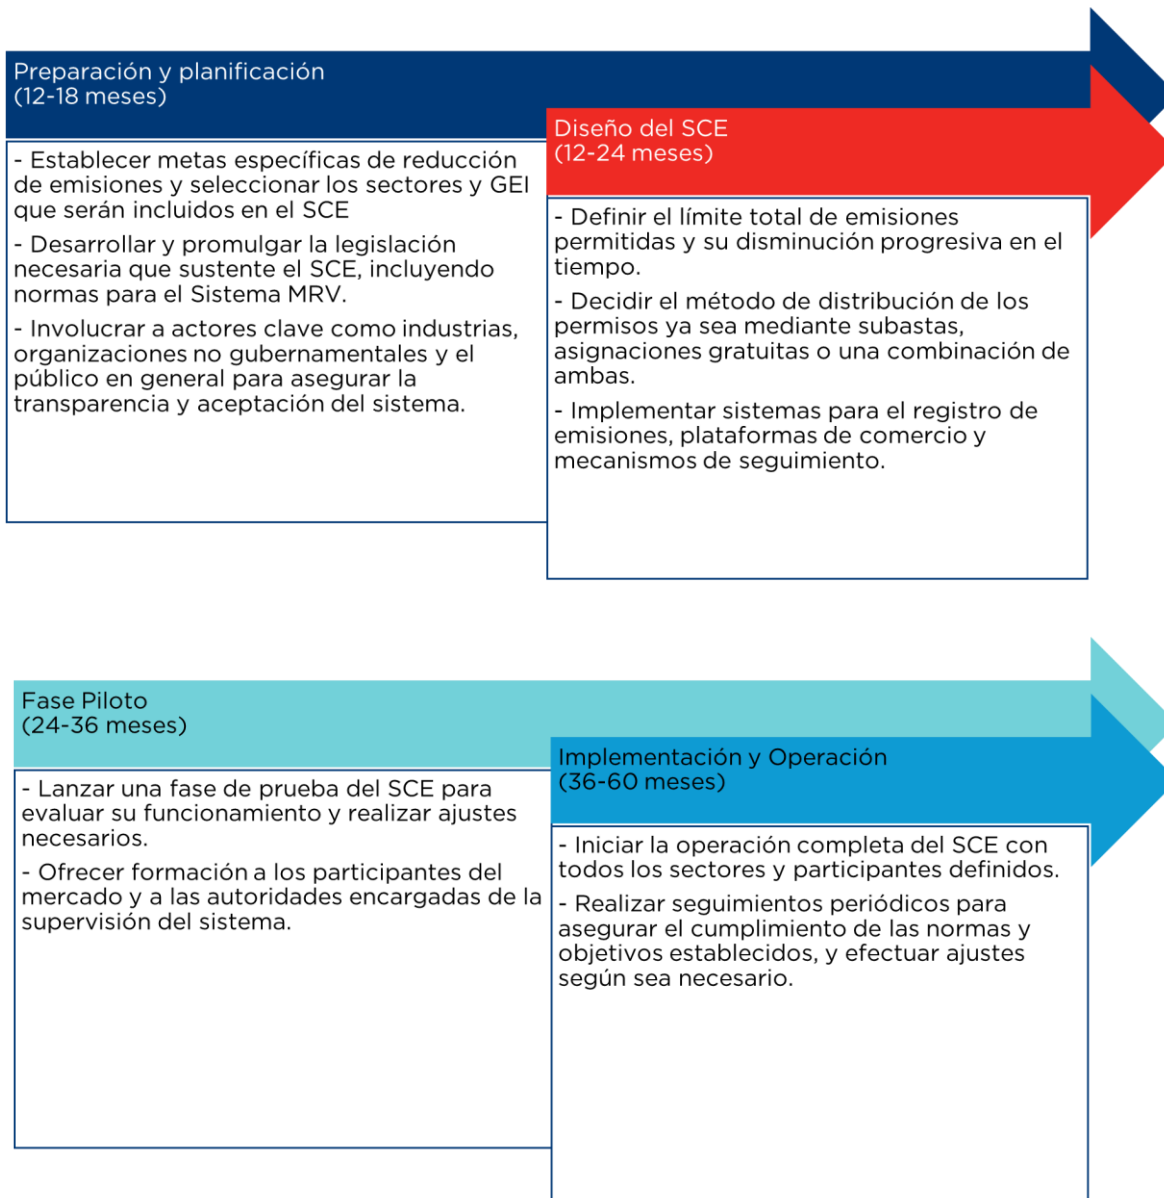 Preparación y planificación
(12-18 meses)
- Establecer metas específicas de reducción
de emisiones y seleccionar los sectores y GEI
que serán incluidos en el SCE
- Desarrollar y promulgar la legislación
necesaria que sustente el SCE, incluyendo
normas para el Sistema MRV.
- Involucrar a actores clave como industrias,
organizaciones no gubernamentales y el
público en general para asegurar la
transparencia y aceptación del sistema.
Diseño del SCE
(12-24 meses)
- Definir el límite total de emisiones
permitidas y su disminución progresiva en el
tiempo.
- Decidir el método de distribución de los
permisos ya sea mediante subastas,
asignaciones gratuitas o una combinación de
ambas.
- Implementar sistemas para el registro de
emisiones, plataformas de comercio y
mecanismos de seguimiento.
Fase Piloto
(24-36 meses)
- Lanzar una fase de prueba del SCE para
evaluar su funcionamiento y realizar ajustes
necesarios.
- Ofrecer formación a los participantes del
mercado y a las autoridades encargadas de la
supervisión del sistema.
Implementación y Operación
(36-60 meses)
- Iniciar la operación completa del SCE con
todos los sectores y participantes definidos.
- Realizar seguimientos periódicos para
asegurar el cumplimiento de las normas y
objetivos establecidos, y efectuar ajustes
según sea necesario.